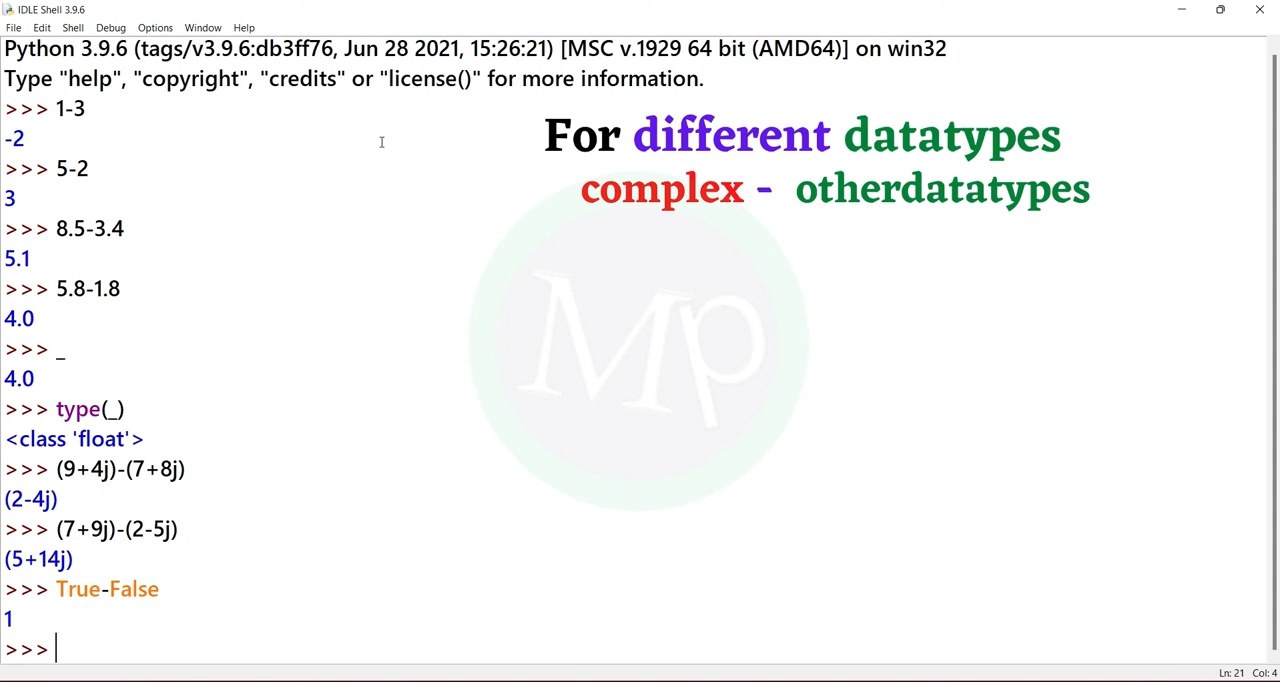 IDLE Shell 3.9.6
File Edit Shell Debug Options Window Help
Python 3.9.6 (tags/v3.9.6:db3ff76, Jun 28 2021, 15:26:21) [MSC v.1929 64 bit (AMD64)] on win32
Type "help", "copyright", "credits" or "license()" for more information.
>>> 1-3
-2
>>> 5-2
3
>>> 8.5-3.4
5.1
>>> 5.8-1.8
4.0
>>> _
4.0
>>> type(_)
<class 'float'>
>>> (9+4j)-(7+8j)
(2-4j)
>>> (7+9j)-(2-5j)
(5+14j)
>>> True-False
1
>>>
For different datatypes
complex - otherdatatypes
Mp
Ln: 21 Col: 4